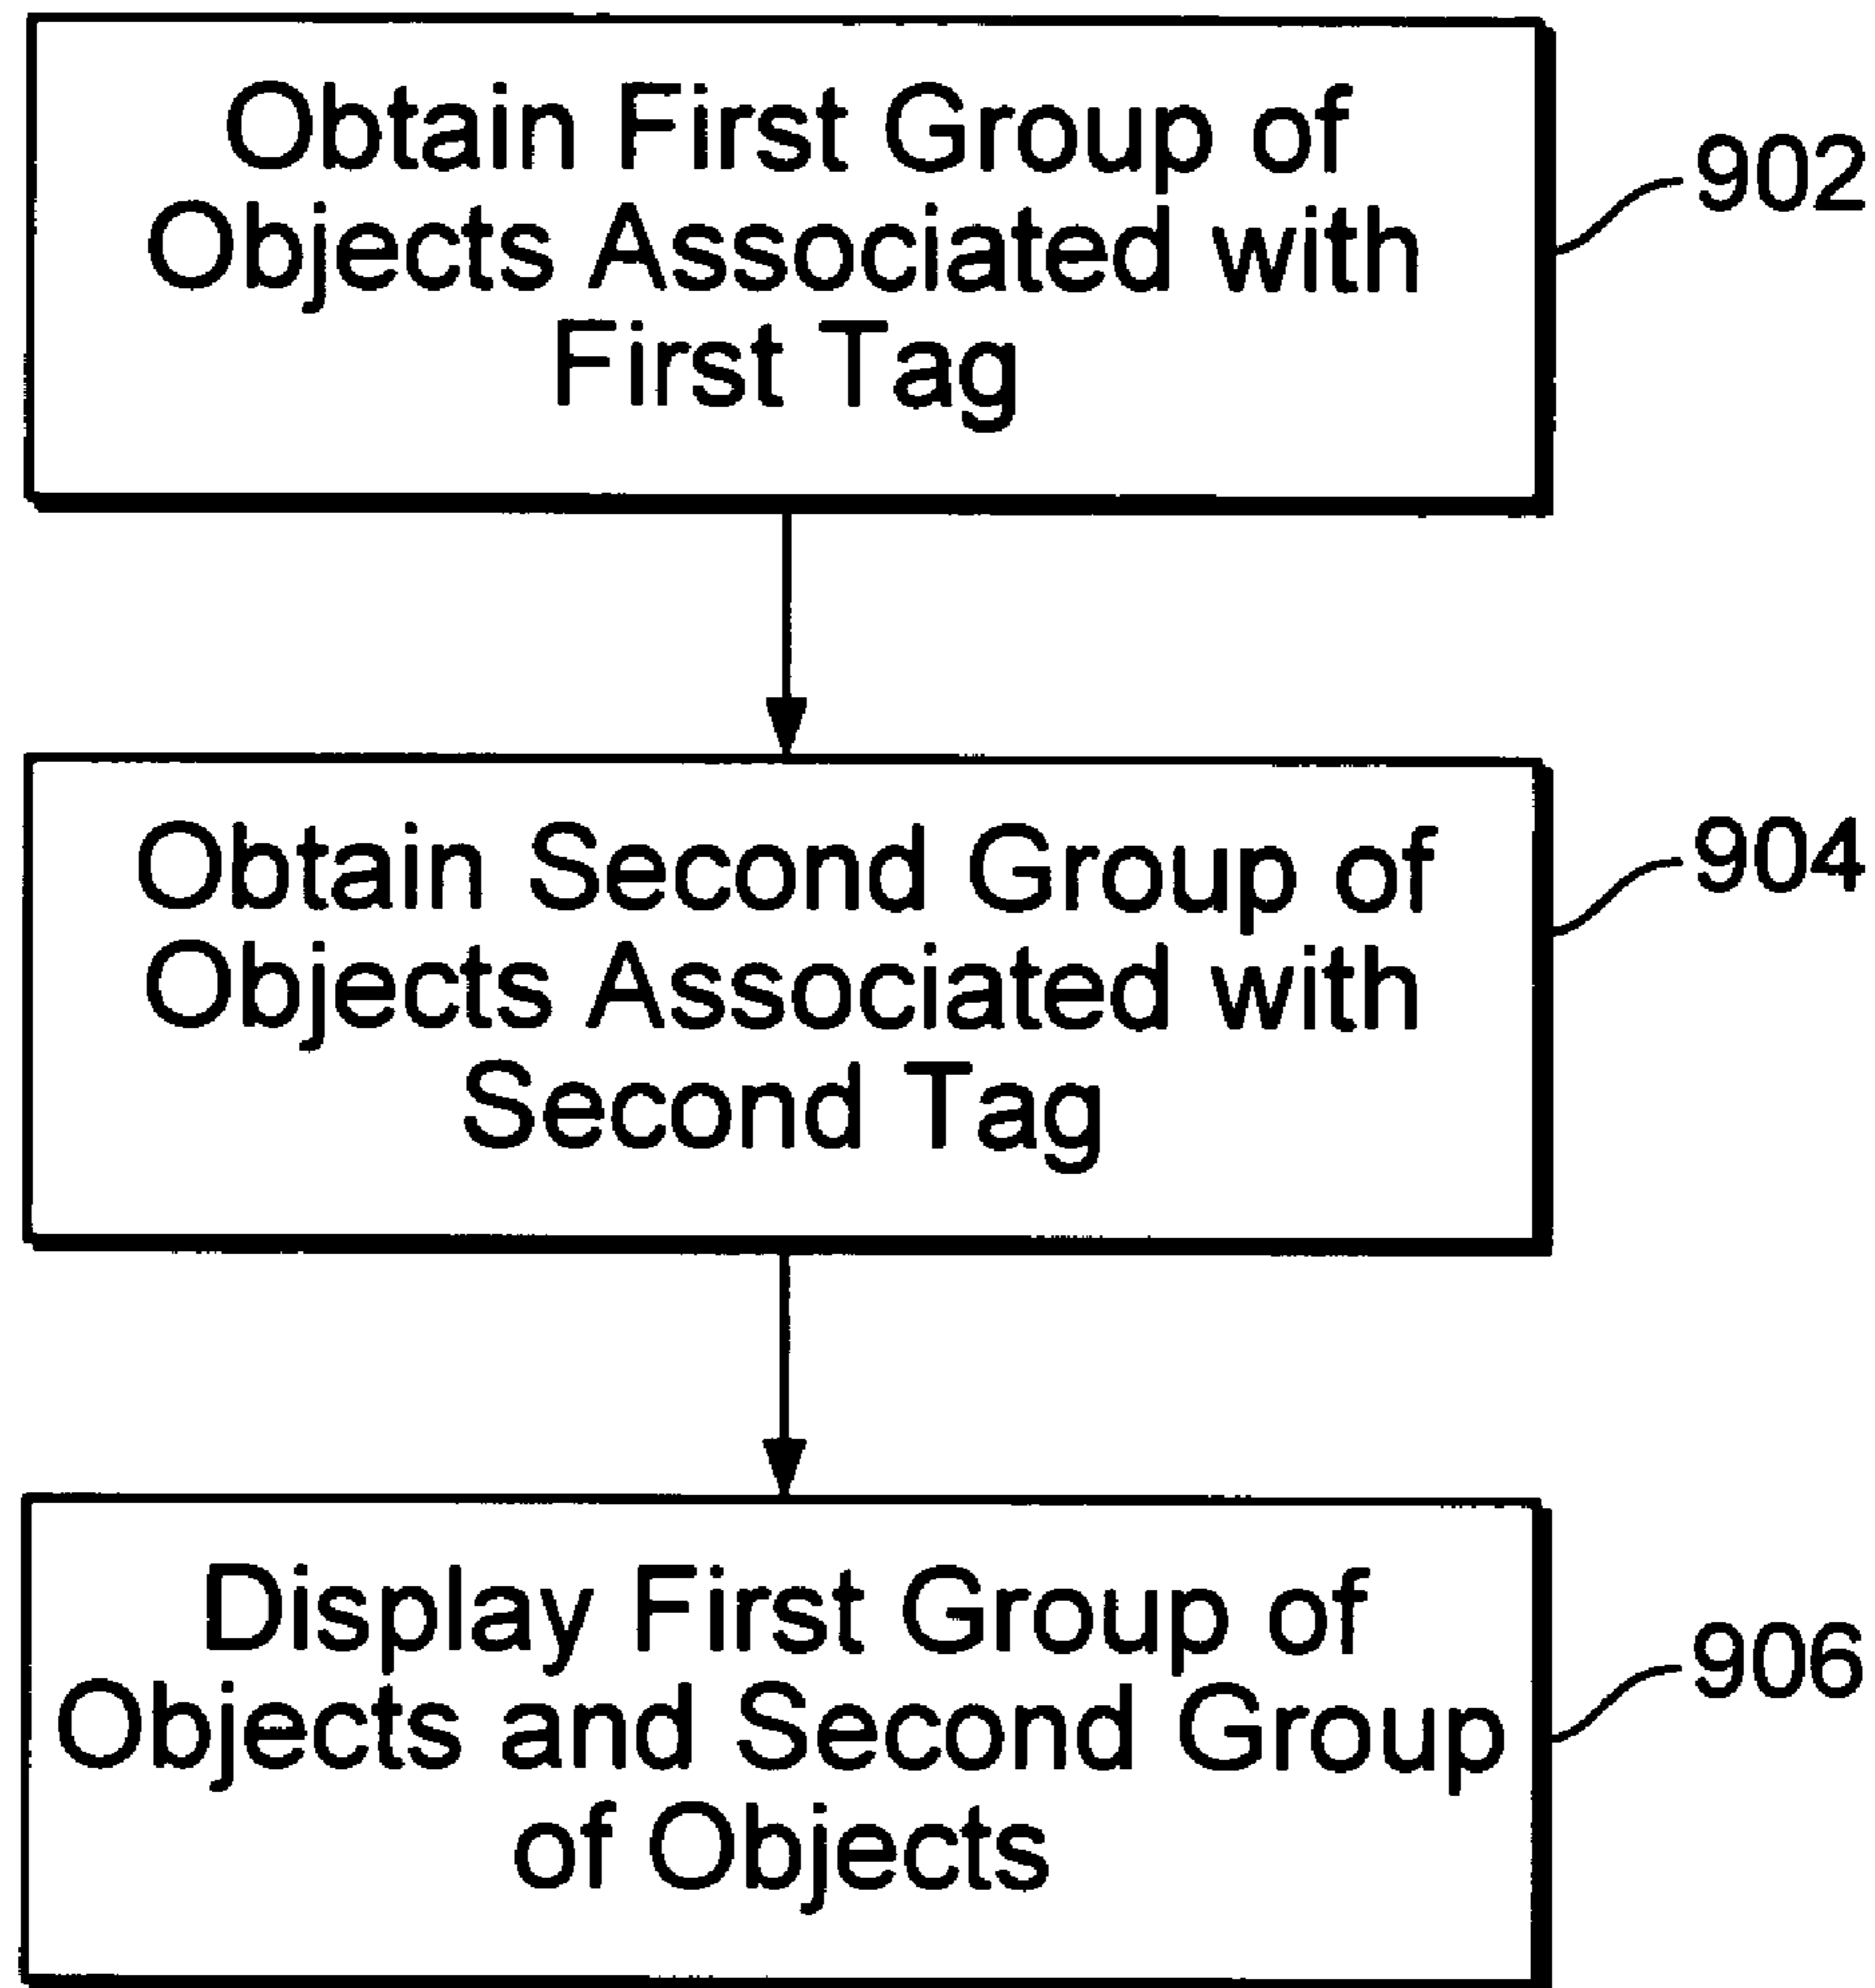 Obtain First Group of
Objects Associated with
First Tag
902
Obtain Second Group of
Objects Associated with
Second Tag
904
Display First Group of
Objects and Second Group
of Objects
906